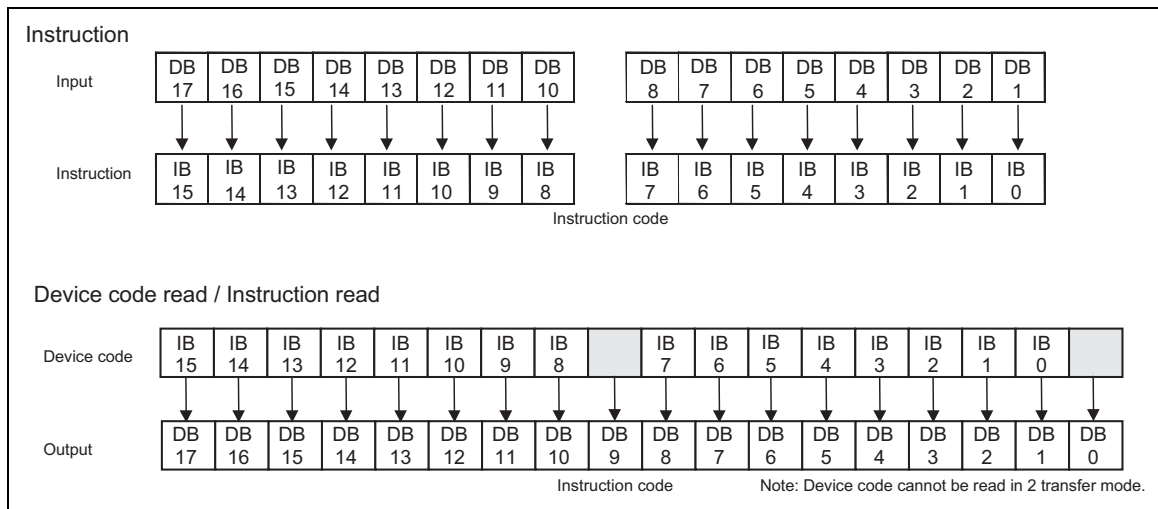 Instruction
Input
DB DB DB DB DB DB DB DB DB DB DB DB DB DB DB DB
17 16 15 14 13 12 11 10 8 7 6 5 4 3 2 1
Instruction
IB IB IB IB IB IB IB IB IB IB IB IB IB IB IB IB
15 14 13 12 11 10 9 8 7 6 5 4 3 2 1 0
Instruction code
Device code read / Instruction read
Device code
IB IB IB IB IB IB IB IB IB IB IB IB IB IB IB IB
15 14 13 12 11 10 9 8 7 6 5 4 3 2 1 0
Output
DB DB DB DB DB DB DB DB DB DB DB DB DB DB DB DB DB DB
17 16 15 14 13 12 11 10 9 8 7 6 5 4 3 2 1 0
Instruction code Note: Device code cannot be read in 2 transfer mode.